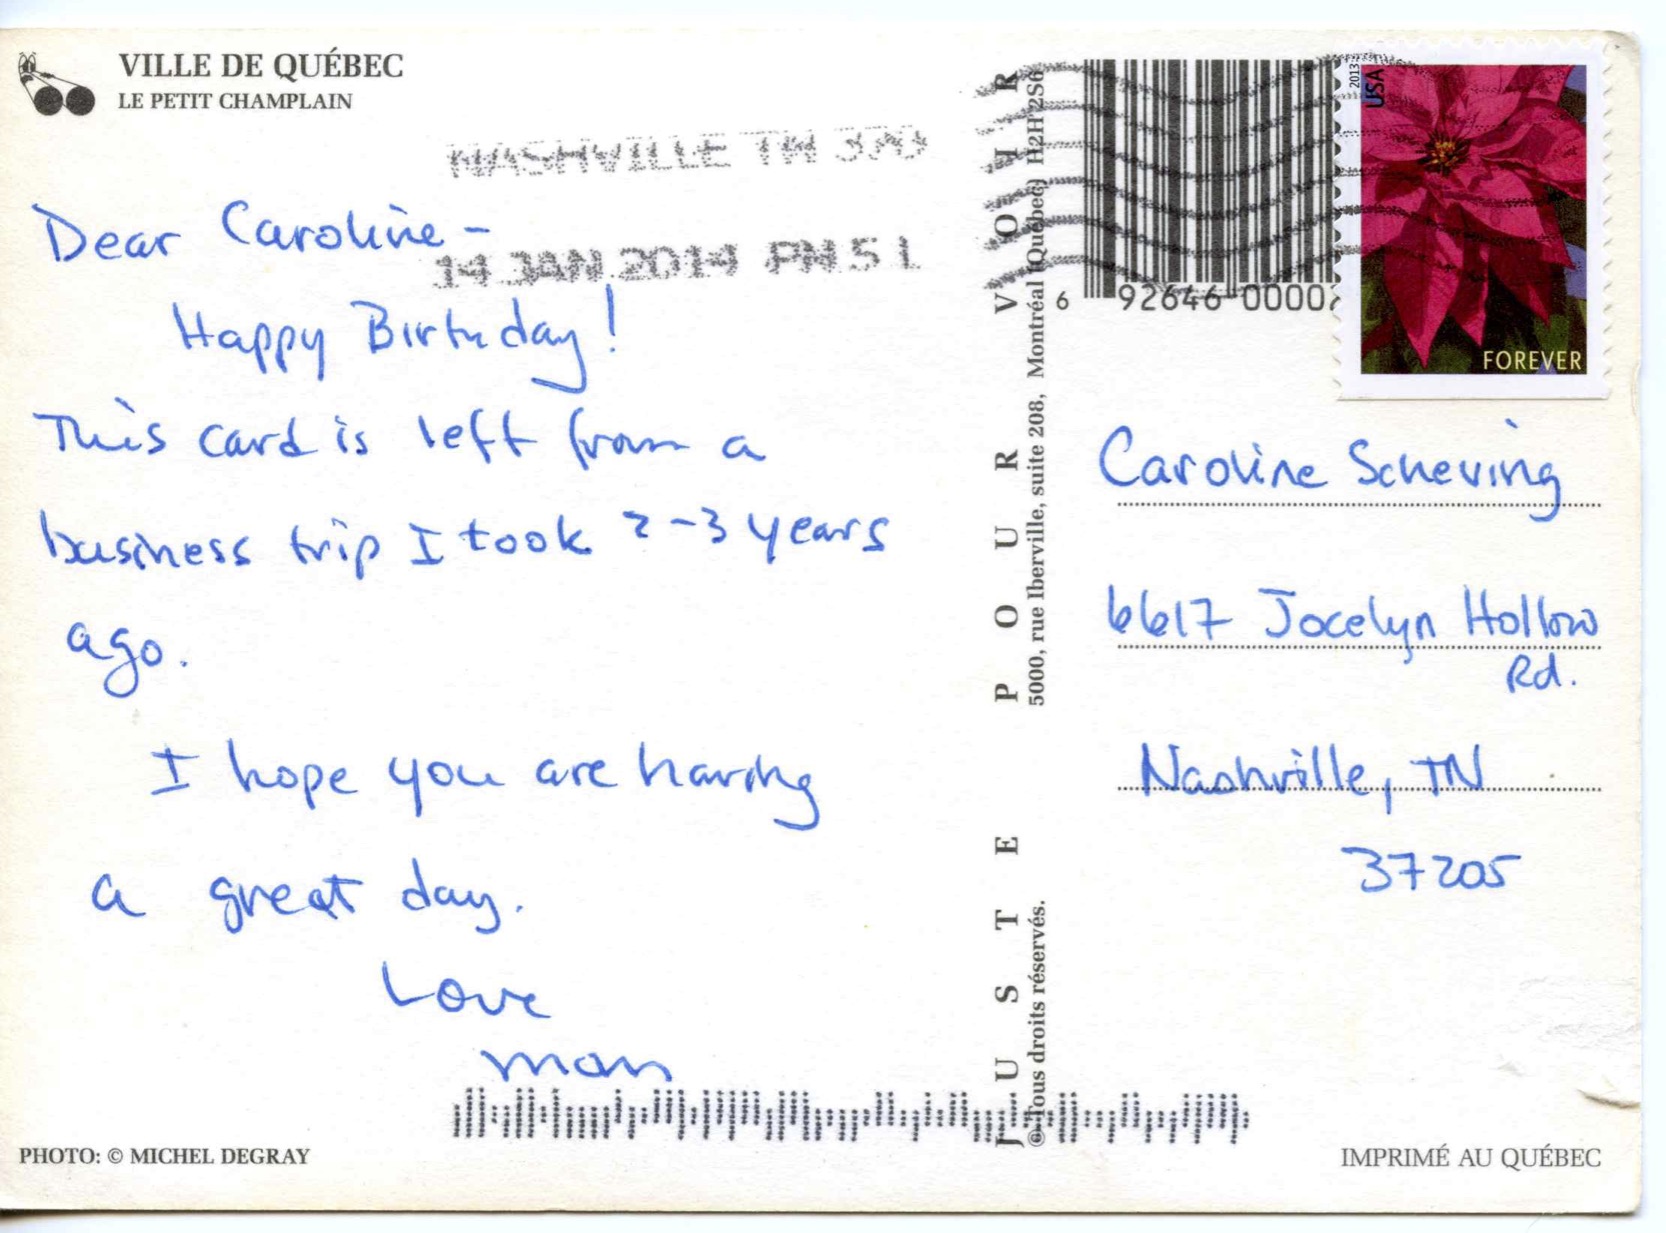 VILLE DE QUÉBEC
LE PETIT CHAMPLAIN
NASHVILLE TN 370
14 JAN 2014 PM 5 L
Dear Caroline -
Happy Birthday!
This card is left from a
business trip I took 2-3 years
ago.
I hope you are having
a great day.
Love
mom
PHOTO: © MICHEL DEGRAY
JUSTE POUR VOIR
© Tous droits réservés.
5000, rue Iberville, suite 208, Montréal (Québec) H2H 2S6
6 92646 0000
2013 USA
FOREVER
Caroline Scheving
6617 Jocelyn Hollow
Rd.
Nashville, TN
37205
IMPRIMÉ AU QUÉBEC